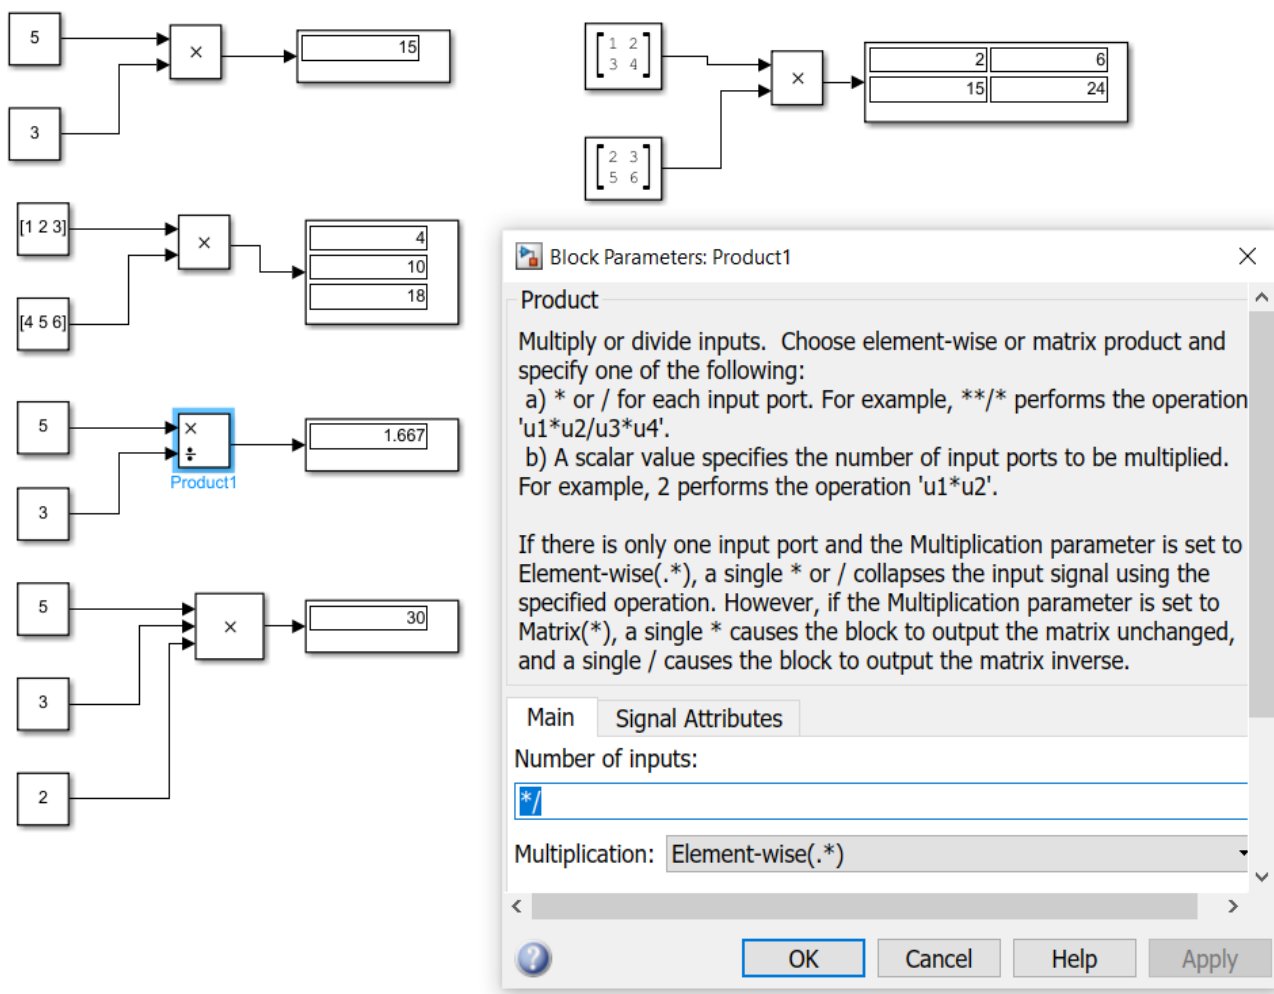 5
×
15
3
1 2
3 4
×
2 6
15 24
2 3
5 6
[1 2 3]
×
4
10
18
[4 5 6]
5
×
÷
1.667
Product1
3
5
×
30
3
2
Block Parameters: Product1
Product
Multiply or divide inputs.  Choose element-wise or matrix product and
specify one of the following:
a) * or / for each input port. For example, **/* performs the operation
'u1*u2/u3*u4'.
b) A scalar value specifies the number of input ports to be multiplied.
For example, 2 performs the operation 'u1*u2'.
If there is only one input port and the Multiplication parameter is set to
Element-wise(.*), a single * or / collapses the input signal using the
specified operation. However, if the Multiplication parameter is set to
Matrix(*), a single * causes the block to output the matrix unchanged,
and a single / causes the block to output the matrix inverse.
Main Signal Attributes
Number of inputs:
*/
Multiplication: Element-wise(.*)
? OK Cancel Help Apply